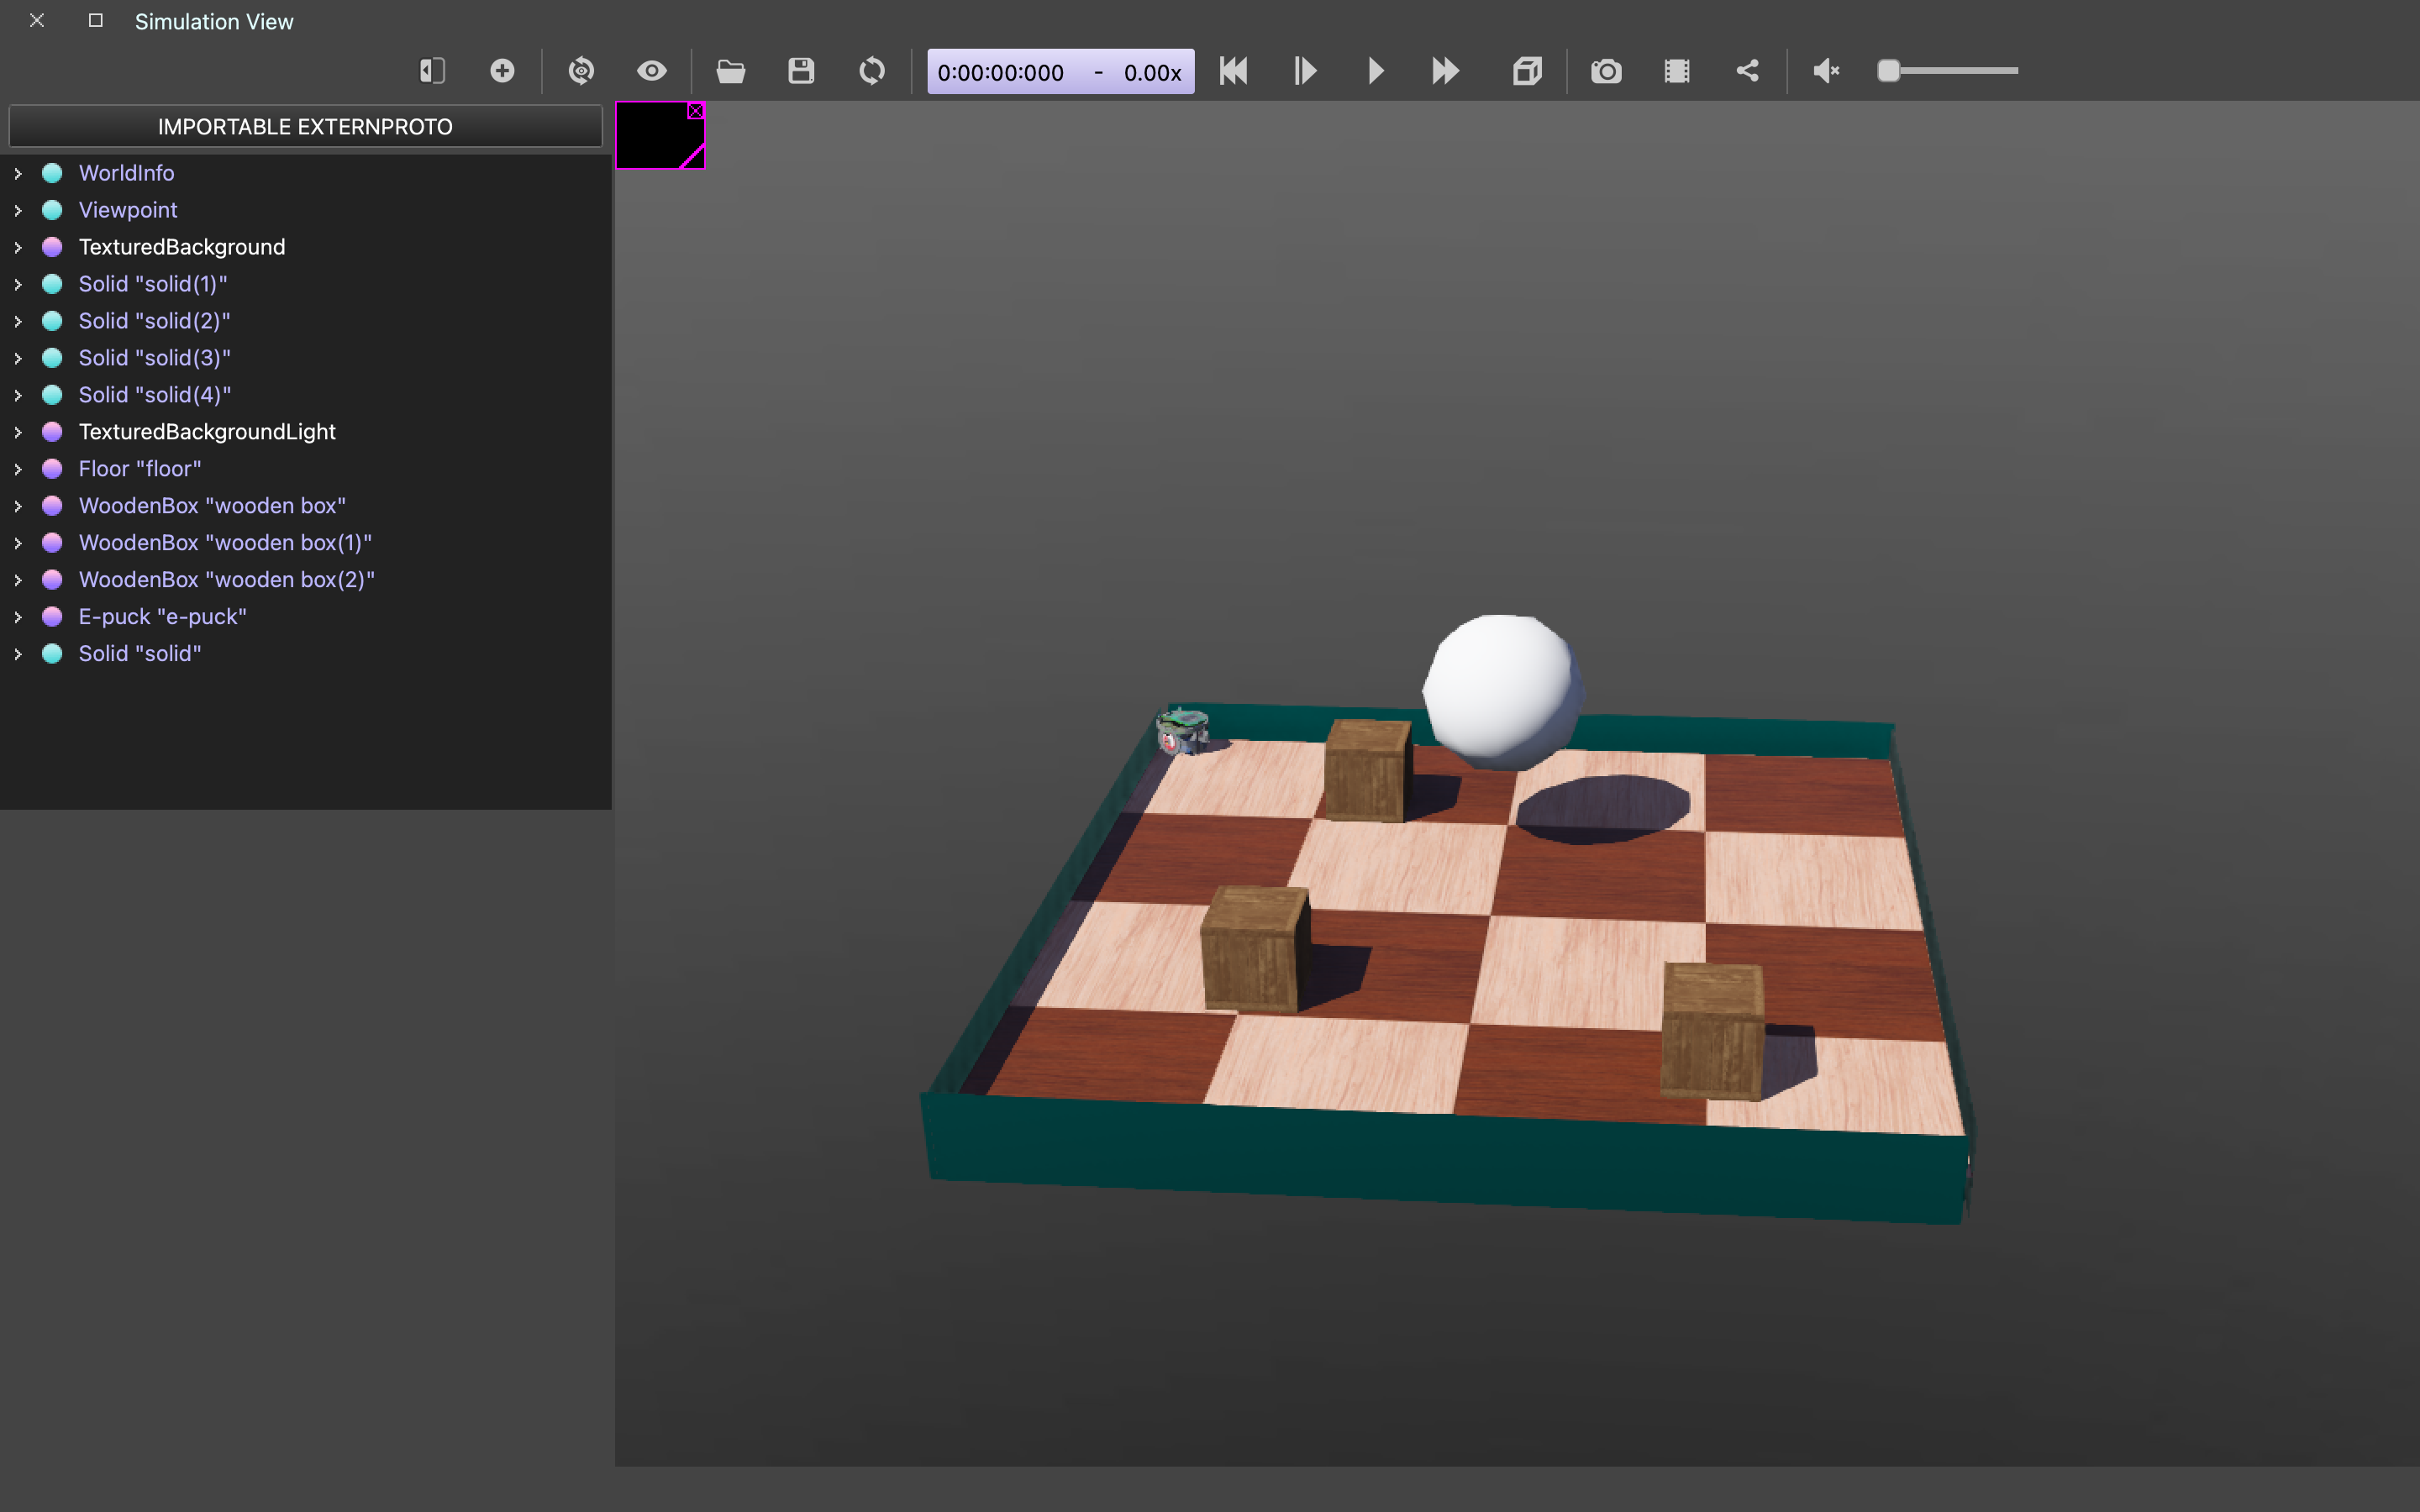 Simulation View
0:00:00:000 - 0.00x
IMPORTABLE EXTERNPROTO
WorldInfo
Viewpoint
TexturedBackground
Solid "solid(1)"
Solid "solid(2)"
Solid "solid(3)"
Solid "solid(4)"
TexturedBackgroundLight
Floor "floor"
WoodenBox "wooden box"
WoodenBox "wooden box(1)"
WoodenBox "wooden box(2)"
E-puck "e-puck"
Solid "solid"